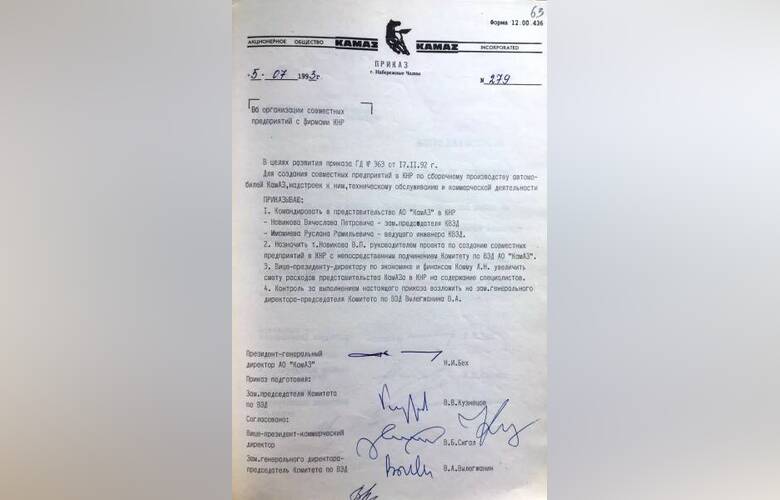 63
Форма 12.00.436
АКЦИОНЕРНОЕ ОБЩЕСТВО КАМАЗ КАМАZ INCORPORATED
ПРИКАЗ
г. Набережные Челны
5. 07 1993г. № 279
Об организации совместных
предприятий с фирмами КНР
В целях развития приказа ГД № 363 от 17.11.92 г.
Для создания совместных предприятий в КНР по сборочному производству автомо-
билей КамАЗ, надстроек к ним, техническому обслуживанию и коммерческой деятельности
ПРИКАЗЫВАЮ:
1. Командировать в представительство АО "КамАЗ" в КНР
- Новикова Вячеслава Петровича - зам.председателя КВЭД
- Руслана Рамильевича - ведущего инженера КВЭД.
2. Назначить т.Новикова В.П. руководителем проекта по созданию совместных
предприятий в КНР с непосредственным подчинением Комитету по ВЭД АО "КамАЗ".
3. Вице-президенту-директору по экономике и финансам Комму Л.Н. увеличить
смету расходов представительства КамАЗа в КНР на содержание специалистов.
4. Контроль за выполнением настоящего приказа возложить на зам.генерального
директора-председателя Комитета по ВЭД Вылегжанина В.А.
Президент-генеральный
директор АО "КамАЗ" Н.И.Бех
Приказ подготовил:
Зам.председателя Комитета
по ВЭД В.В.Кузнецов
Согласовано:
Вице-президент-коммерческий
директор В.Б.Сигал
Зам.генерального директора-
председатель Комитета по ВЭД В.А.Вылегжанин